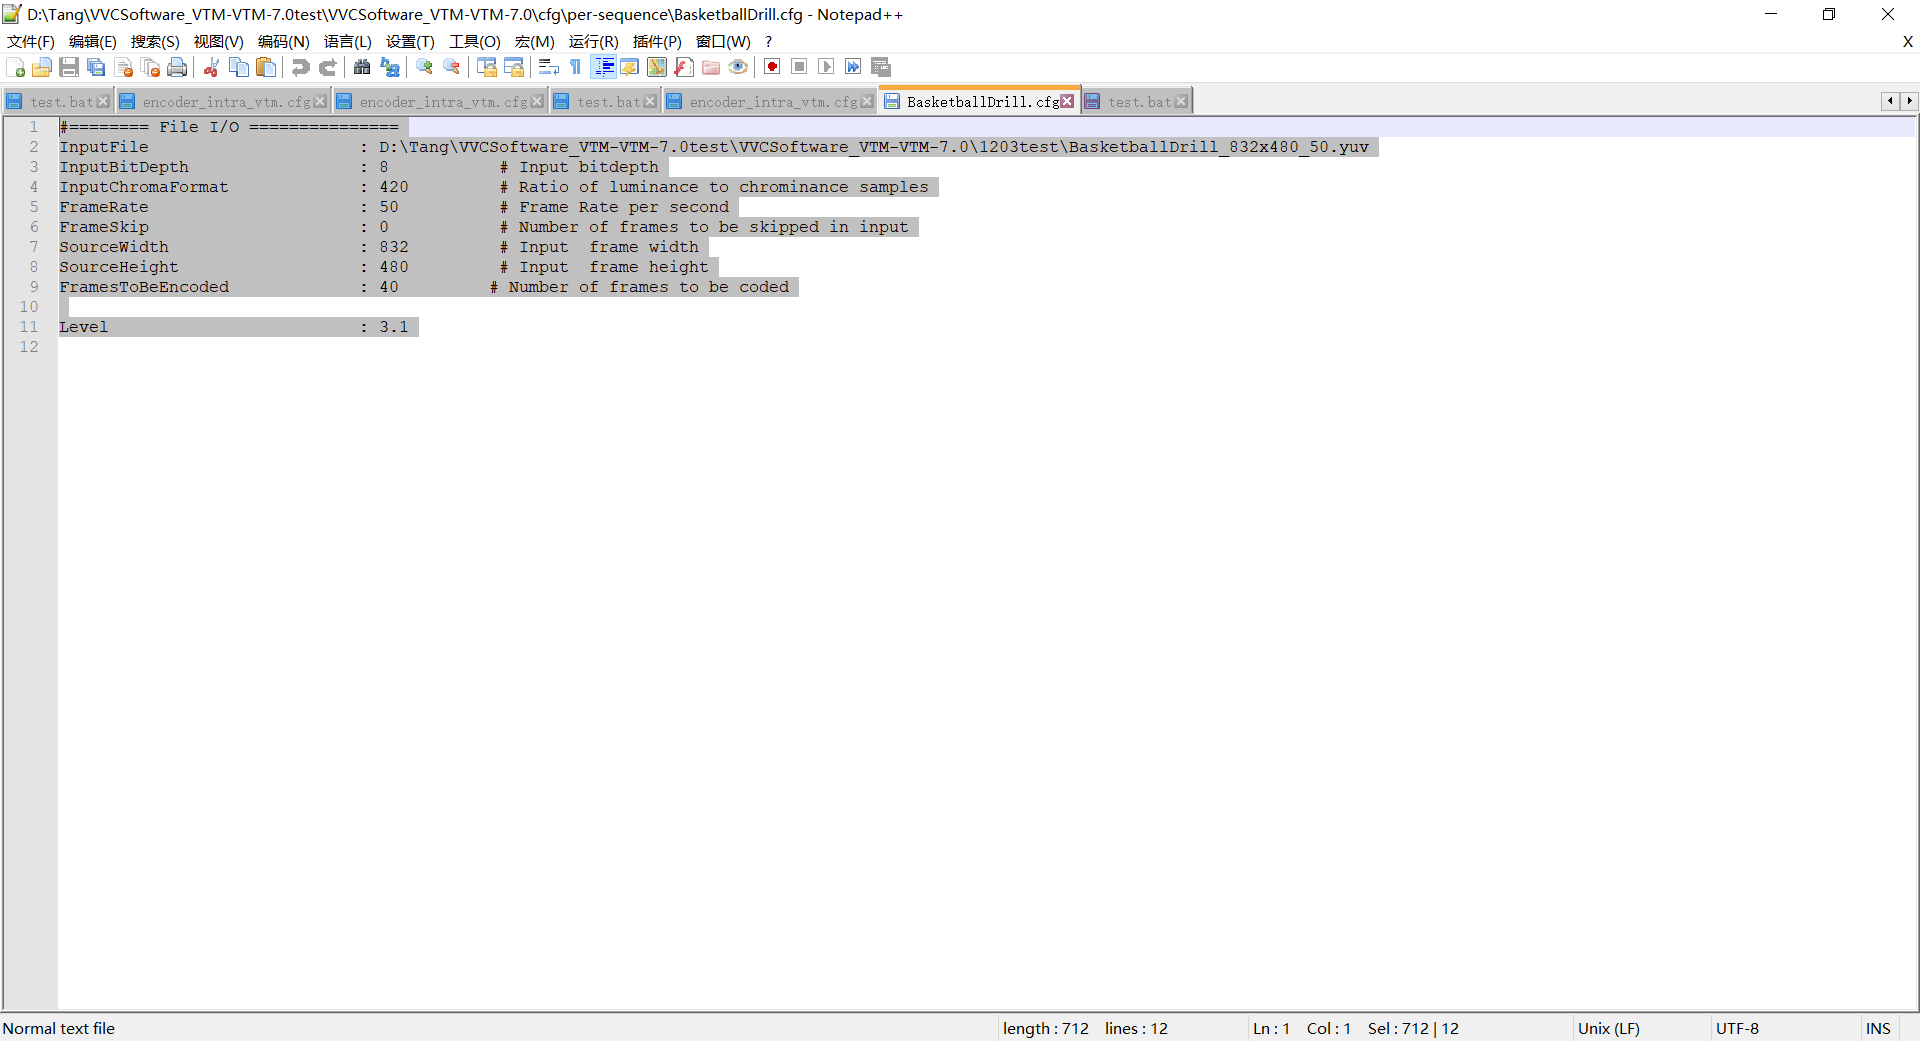 D:\Tang\VVCSoftware_VTM-VTM-7.0test\VVCSoftware_VTM-VTM-7.0\cfg\per-sequence\BasketballDrill.cfg - Notepad++
文件(F) 编辑(E) 搜索(S) 视图(V) 编码(N) 语言(L) 设置(T) 工具(O) 宏(M) 运行(R) 插件(P) 窗口(W) ? X
test.bat encoder_intra_vtm.cfg encoder_intra_vtm.cfg test.bat encoder_intra_vtm.cfg BasketballDrill.cfg test.bat
1 #======== File I/O ===============
2 InputFile : D:\Tang\VVCSoftware_VTM-VTM-7.0test\VVCSoftware_VTM-VTM-7.0\1203test\BasketballDrill_832x480_50.yuv
3 InputBitDepth : 8 # Input bitdepth
4 InputChromaFormat : 420 # Ratio of luminance to chrominance samples
5 FrameRate : 50 # Frame Rate per second
6 FrameSkip : 0 # Number of frames to be skipped in input
7 SourceWidth : 832 # Input  frame width
8 SourceHeight : 480 # Input  frame height
9 FramesToBeEncoded : 40 # Number of frames to be coded
10
11 Level : 3.1
12
Normal text file length : 712 lines : 12 Ln : 1 Col : 1 Sel : 712 | 12 Unix (LF) UTF-8 INS